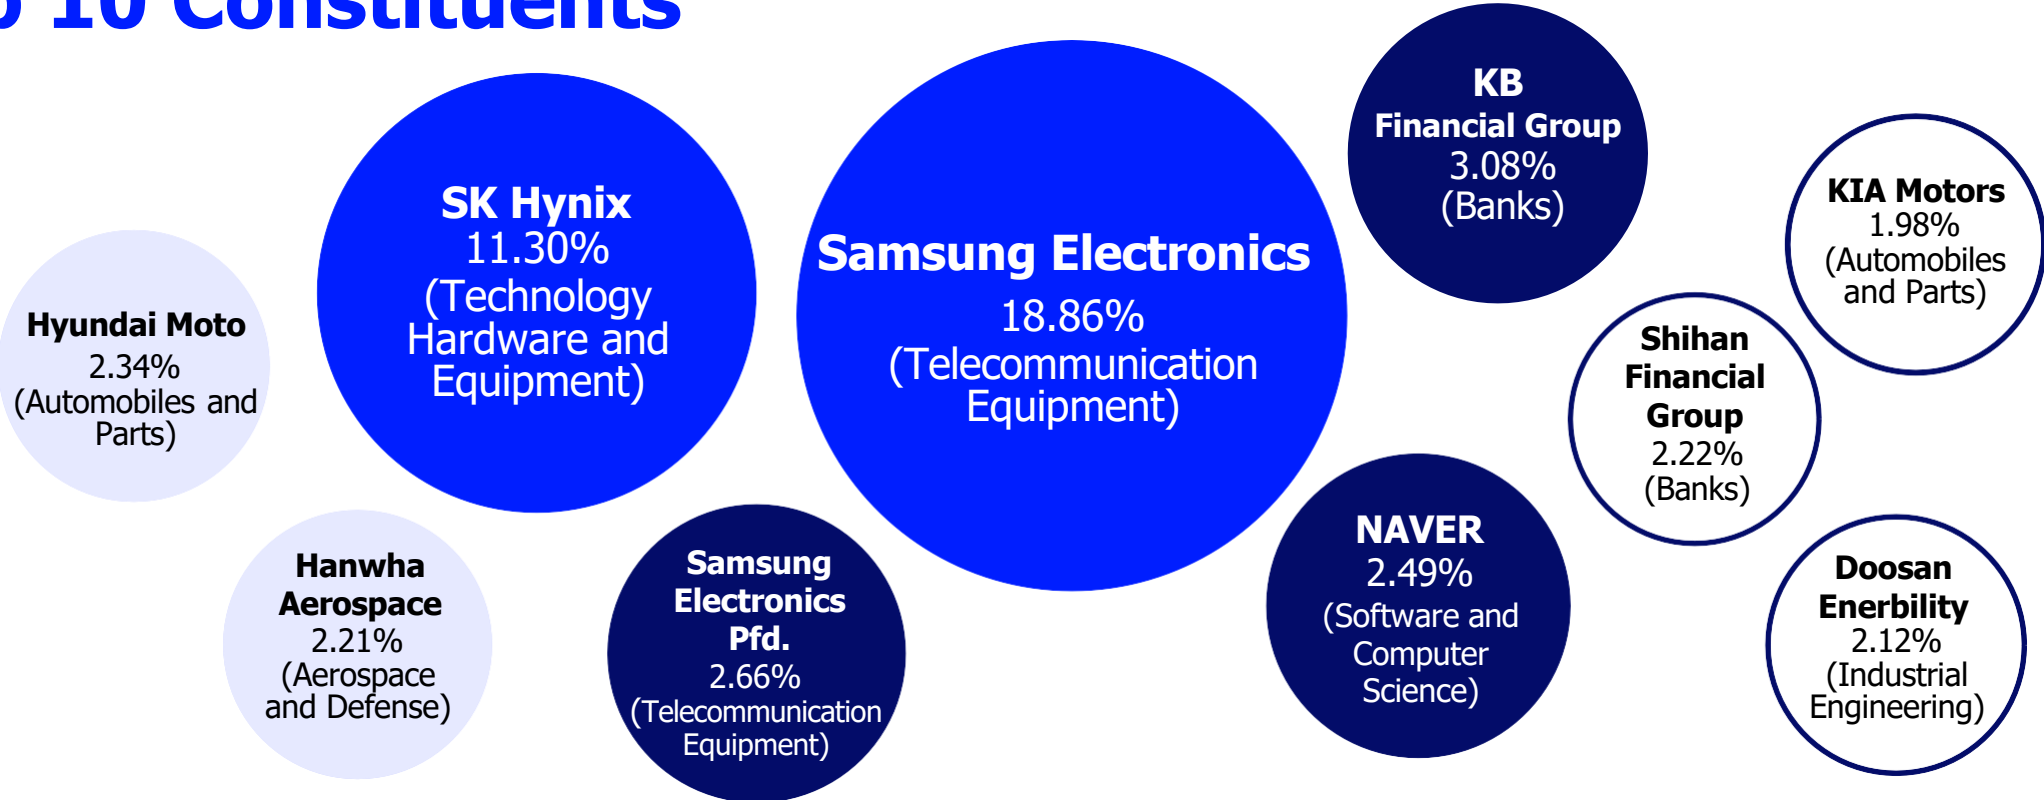 10 Constituents
SK Hynix
11.30%
(Technology
Hardware and
Equipment)
Samsung Electronics
18.86%
(Telecommunication
Equipment)
KB
Financial Group
3.08%
(Banks)
KIA Motors
1.98%
(Automobiles
and Parts)
Hyundai Moto
2.34%
(Automobiles and
Parts)
Shihan
Financial
Group
2.22%
(Banks)
Hanwha
Aerospace
2.21%
(Aerospace
and Defense)
Samsung
Electronics
Pfd.
2.66%
(Telecommunication
Equipment)
NAVER
2.49%
(Software and
Computer
Science)
Doosan
Enerbility
2.12%
(Industrial
Engineering)